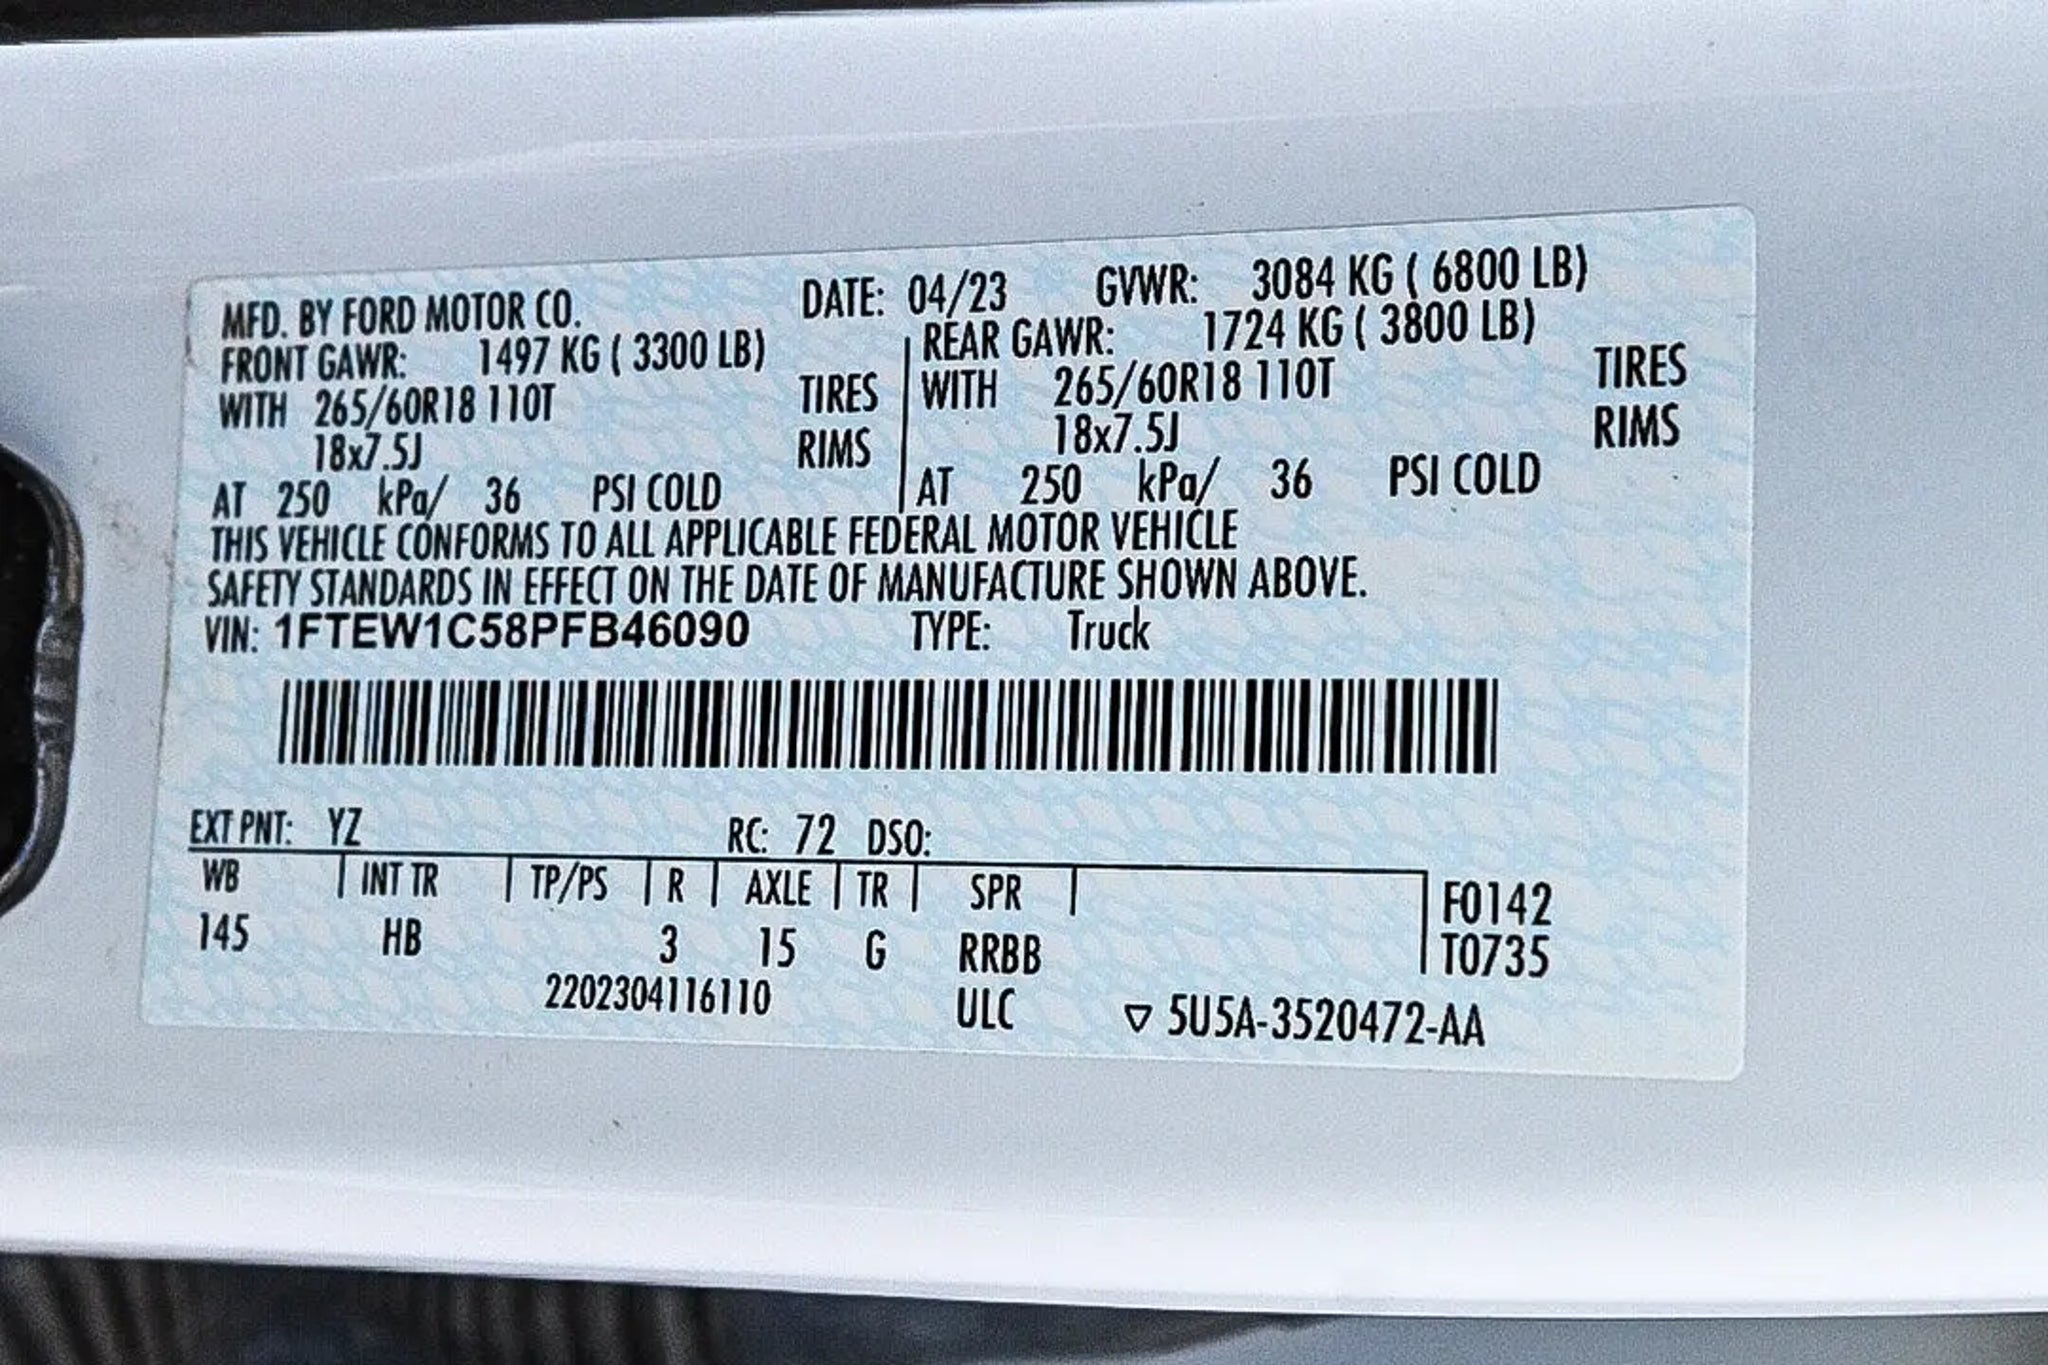 MFD. BY FORD MOTOR CO. DATE: 04/23 GVWR: 3084 KG ( 6800 LB)
FRONT GAWR: 1497 KG ( 3300 LB) REAR GAWR: 1724 KG ( 3800 LB)
WITH 265/60R18 110T TIRES WITH 265/60R18 110T TIRES
18x7.5J RIMS 18x7.5J RIMS
AT 250 kPa/ 36 PSI COLD AT 250 kPa/ 36 PSI COLD
THIS VEHICLE CONFORMS TO ALL APPLICABLE FEDERAL MOTOR VEHICLE
SAFETY STANDARDS IN EFFECT ON THE DATE OF MANUFACTURE SHOWN ABOVE.
VIN: 1FTEW1C58PFB46090 TYPE: Truck
EXT PNT: YZ RC: 72 DSO:
WB INT TR TP/PS R AXLE TR SPR F0142
145 HB 3 15 G RRBB T0735
2202304116110 ULC ▽ 5U5A-3520472-AA